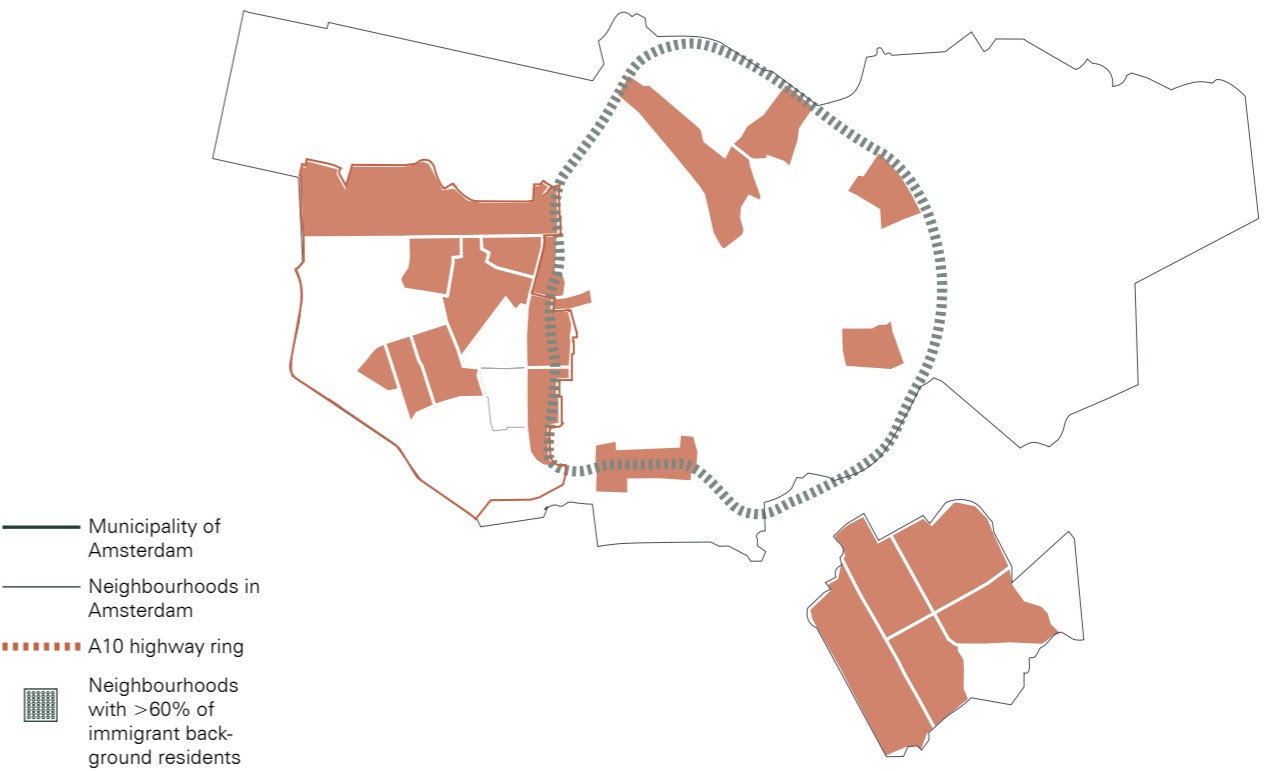 Municipality of
Amsterdam
Neighbourhoods in
Amsterdam
A10 highway ring
Neighbourhoods
with >60% of
immigrant back-
ground residents